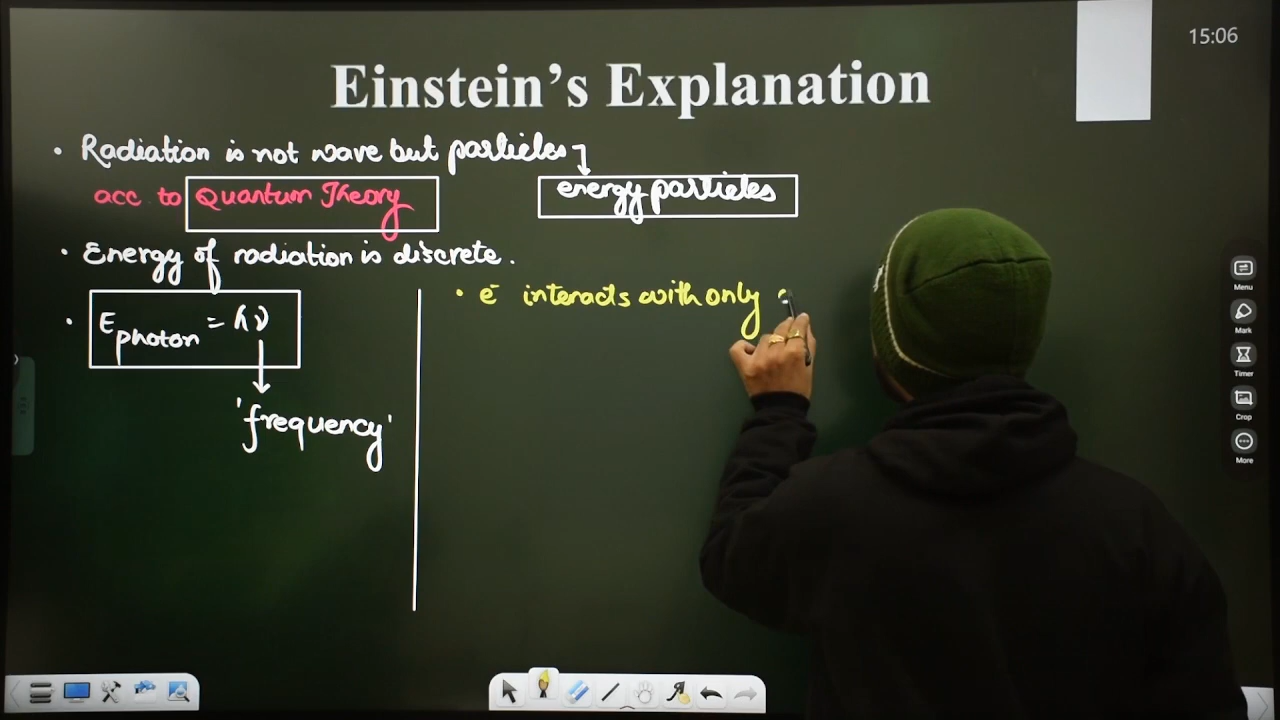 15:06
Einstein's Explanation
• Radiation is not wave but particles
energy particles
acc. to Quantum Theory
• Energy of radiation is discrete.
• E photon = hν
'frequency'
• e⁻ interacts with only
Menu
Mark
Timer
Crop
More